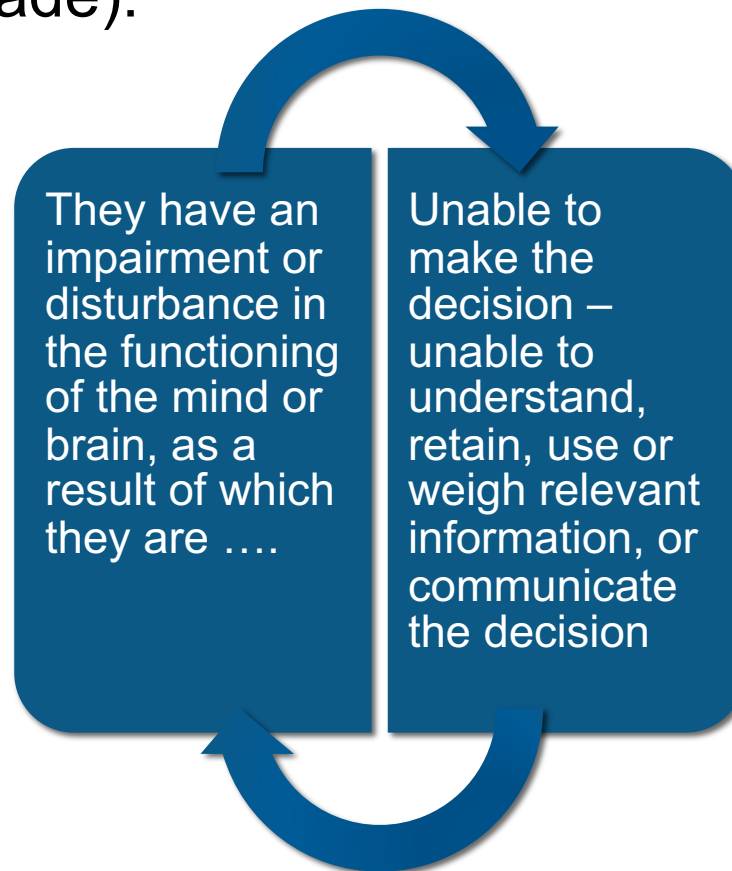 ade).
They have an
impairment or
disturbance in
the functioning
of the mind or
brain, as a
result of which
they are ….
Unable to
make the
decision –
unable to
understand,
retain, use or
weigh relevant
information, or
communicate
the decision